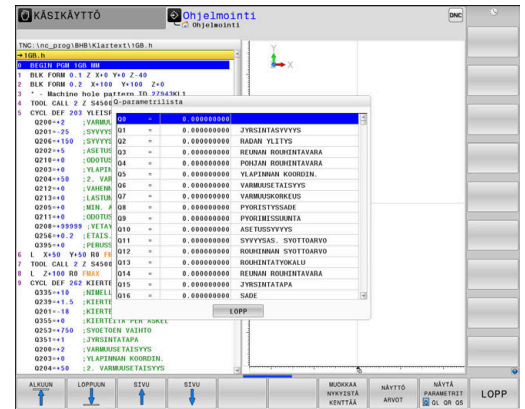 KÄSIKÄYTTÖ
Ohjelmointi
Ohjelmointi
DNC
TNC:\nc_prog\BHB\Klartext\1GB.h
→1GB.h
0 BEGIN PGM 1GB MM
1 BLK FORM 0.1 Z X+0 Y+0 Z-40
2 BLK FORM 0.2 X+100 Y+100 Z+0
3 * - Machine hole pattern ID 27943KL1
4 TOOL CALL 2 Z S4500
5 CYCL DEF 203 YLEISP
Q200=+2 ;VARMUU
Q201=-25 ;SYVYYS
Q206=+150 ;SYVYYS
Q202=+5 ;ASETUS
Q210=+0 ;ODOTUS
Q203=+0 ;YLAPIN
Q204=+50 ;2. VAR
Q212=+0 ;VAHENN
Q213=+0 ;LASTUN
Q205=+0 ;MIN. A
Q211=+0 ;ODOTUS
Q208=+99999 ;VETAY
Q256=+0.2 ;ETAIS.
Q395=+0 ;PERUSS
6 L X+50 Y+50 R0 F
7 TOOL CALL 2 Z S4500
8 L Z+100 R0 FMAX
9 CYCL DEF 262 KIERTE
Q335=+10 ;NIMELL
Q239=+1.5 ;KIERTE
Q201=-18 ;KIERTE
Q355=+0 ;KIERTEITA PER ASKEL
Q253=+750 ;SYOETOEN VAIHTO
Q351=+1 ;JYRSINTATAPA
Q200=+2 ;VARMUUSETAISYYS
Q203=+0 ;YLAPINNAN KOORDIN.
Q204=+50 ;2. VARMUUSETAISYYS
Q-parametrilista
Q0 = 0.000000000
Q1 = 0.000000000 JYRSINTASYVYYS
Q2 = 0.000000000 RADAN YLITYS
Q3 = 0.000000000 REUNAN ROUHINTAVARA
Q4 = 0.000000000 POHJAN ROUHINTAVARA
Q5 = 0.000000000 YLAPINNAN KOORDIN.
Q6 = 0.000000000 VARMUUSETAISYYS
Q7 = 0.000000000 VARMUUSKORKEUS
Q8 = 0.000000000 PYORISTYSSADE
Q9 = 0.000000000 PYORIMISSUUNTA
Q10 = 0.000000000 ASETUSSYVYYS
Q11 = 0.000000000 SYVYYSAS. SYOTTOARVO
Q12 = 0.000000000 ROUHINNAN SYOTTOARVO
Q13 = 0.000000000 ROUHINTATYOKALU
Q14 = 0.000000000 REUNAN ROUHINTAVARA
Q15 = 0.000000000 JYRSINTATAPA
Q16 = 0.000000000 SADE
LOPP
Y
X
ALKUUN
LOPPUUN
SIVU
SIVU
MUOKKAA NYKYISTÄ KENTTÄÄ
NÄYTTÖ ARVOT
NÄYTÄ PARAMETRIT Q QL QR QS
LOPP